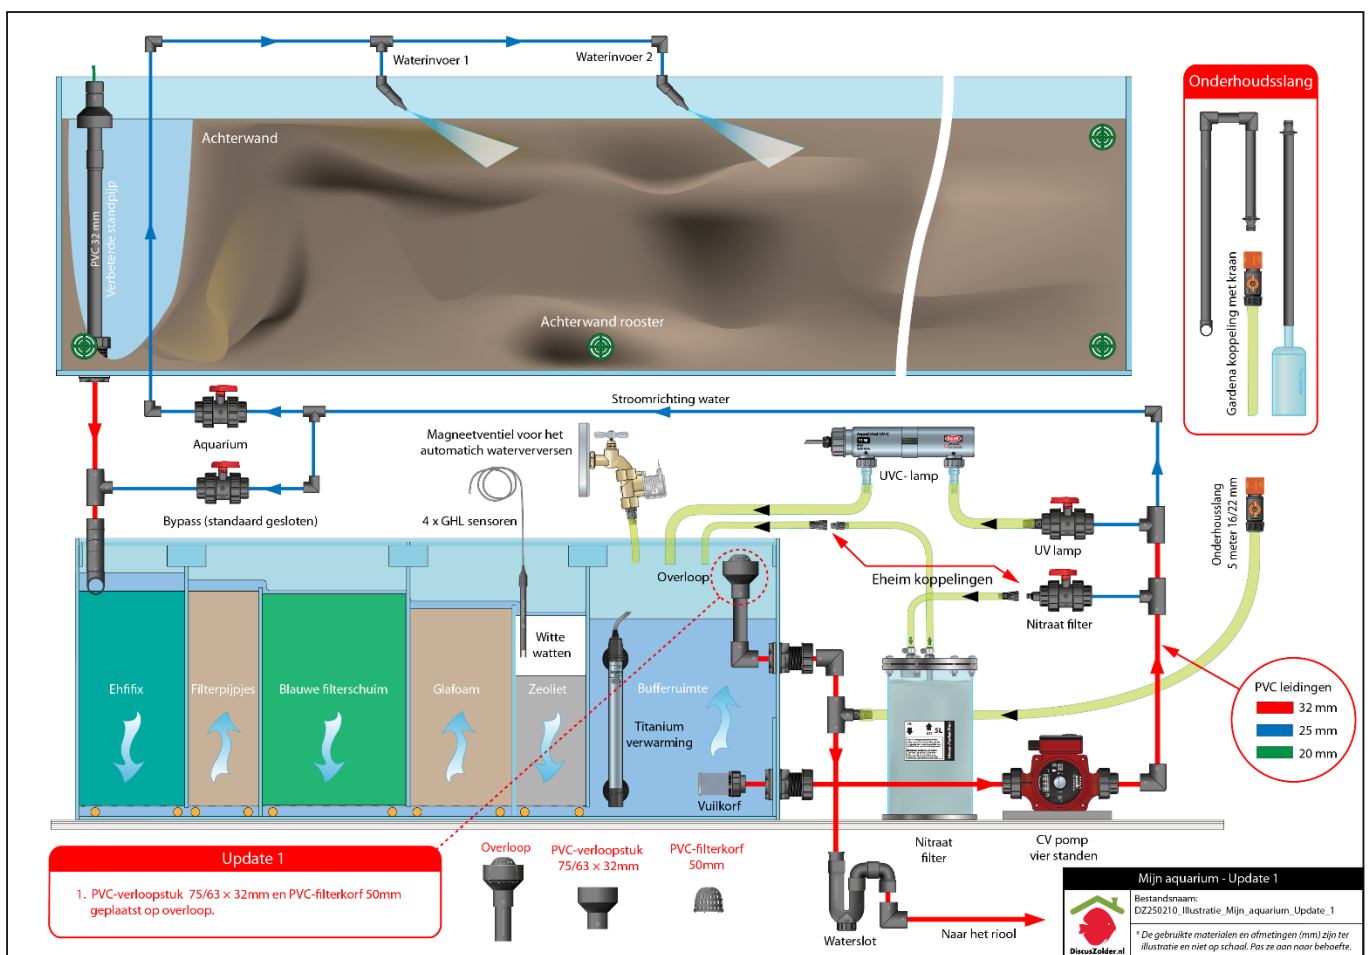 Waterinvoer 1
Waterinvoer 2
Onderhoudsslang
Achterwand
PVC 32 mm
Verbeterde standpijp
Achterwand rooster
Gardena koppeling met kraan
Stroomrichting water
Aquarium
Bypass (standaard gesloten)
Magneetventiel voor het
automatich waterverversen
4 x GHL sensoren
UVC- lamp
UV lamp
Onderhousslang
5 meter 16/22 mm
Overloop
Eheim koppelingen
Nitraat filter
Witte
watten
Ehfifix
Filterpijpjes
Blauwe filterschuim
Glafoam
Zeoliet
Bufferruimte
Titanium
verwarming
Vuilkorf
5L
PVC leidingen
32 mm
25 mm
20 mm
Nitraat
filter
CV pomp
vier standen
Update 1
1. PVC-verloopstuk 75/63 × 32mm en PVC-filterkorf 50mm
geplaatst op overloop.
Overloop
PVC-verloopstuk
75/63 × 32mm
PVC-filterkorf
50mm
Waterslot
Naar het riool
Mijn aquarium - Update 1
Bestandsnaam:
DZ250210_Illustratie_Mijn_aquarium_Update_1
* De gebruikte materialen en afmetingen (mm) zijn ter
illustratie en niet op schaal. Pas ze aan naar behoefte.
DiscusZolder.nl